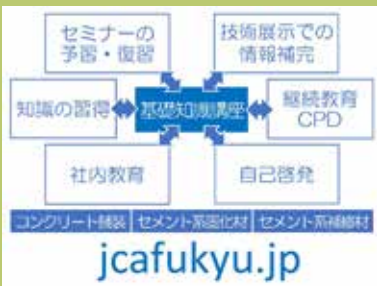 セミナーの
予習・復習
技術展示での
情報補完
知識の習得
基礎知識講座
継続教育
CPD
社内教育
自己啓発
コンクリート舗装
セメント系固化材
セメント系補修材
jcafukyu.jp